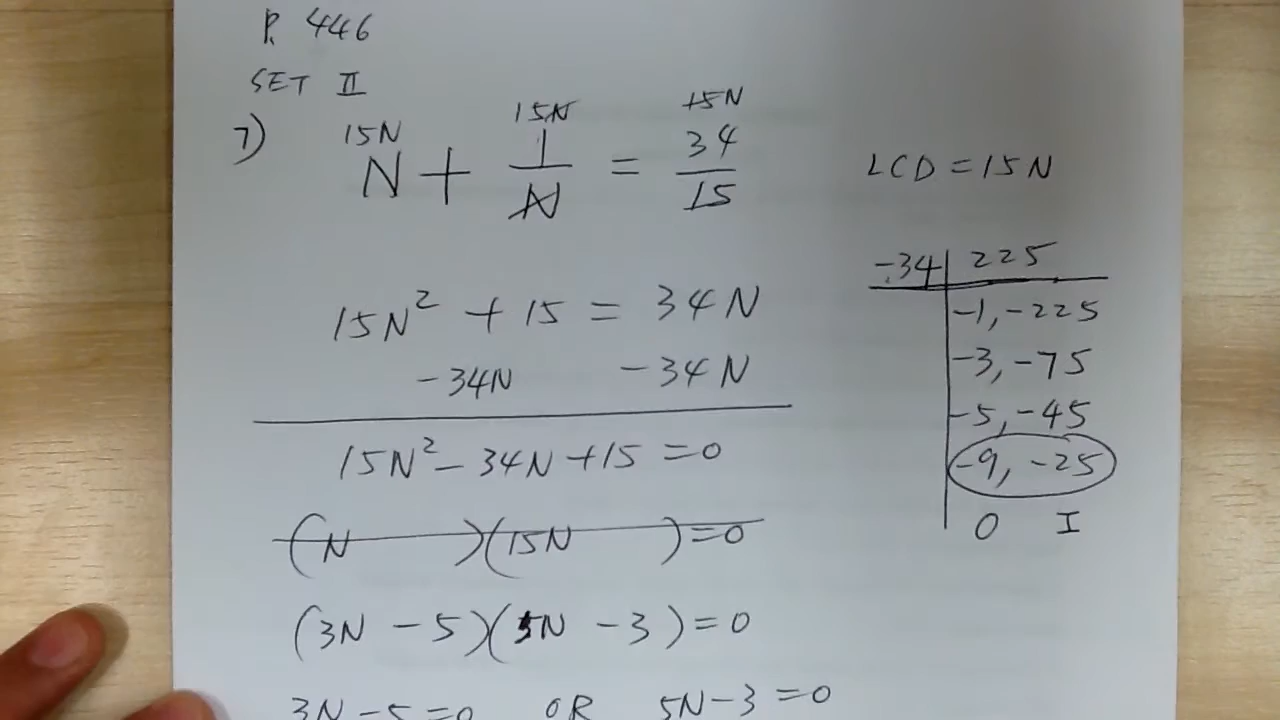 P. 446
SET II
7)
15N 15N 15N
N + 1/N = 34/15
LCD = 15N
15N² + 15 = 34N
-34N -34N
15N² - 34N + 15 = 0
(N )(15N ) = 0
(3N - 5)(5N - 3) = 0
3N - 5 = 0 OR 5N - 3 = 0
-34 | 225
-1, -225
-3, -75
-5, -45
-9, -25
O I